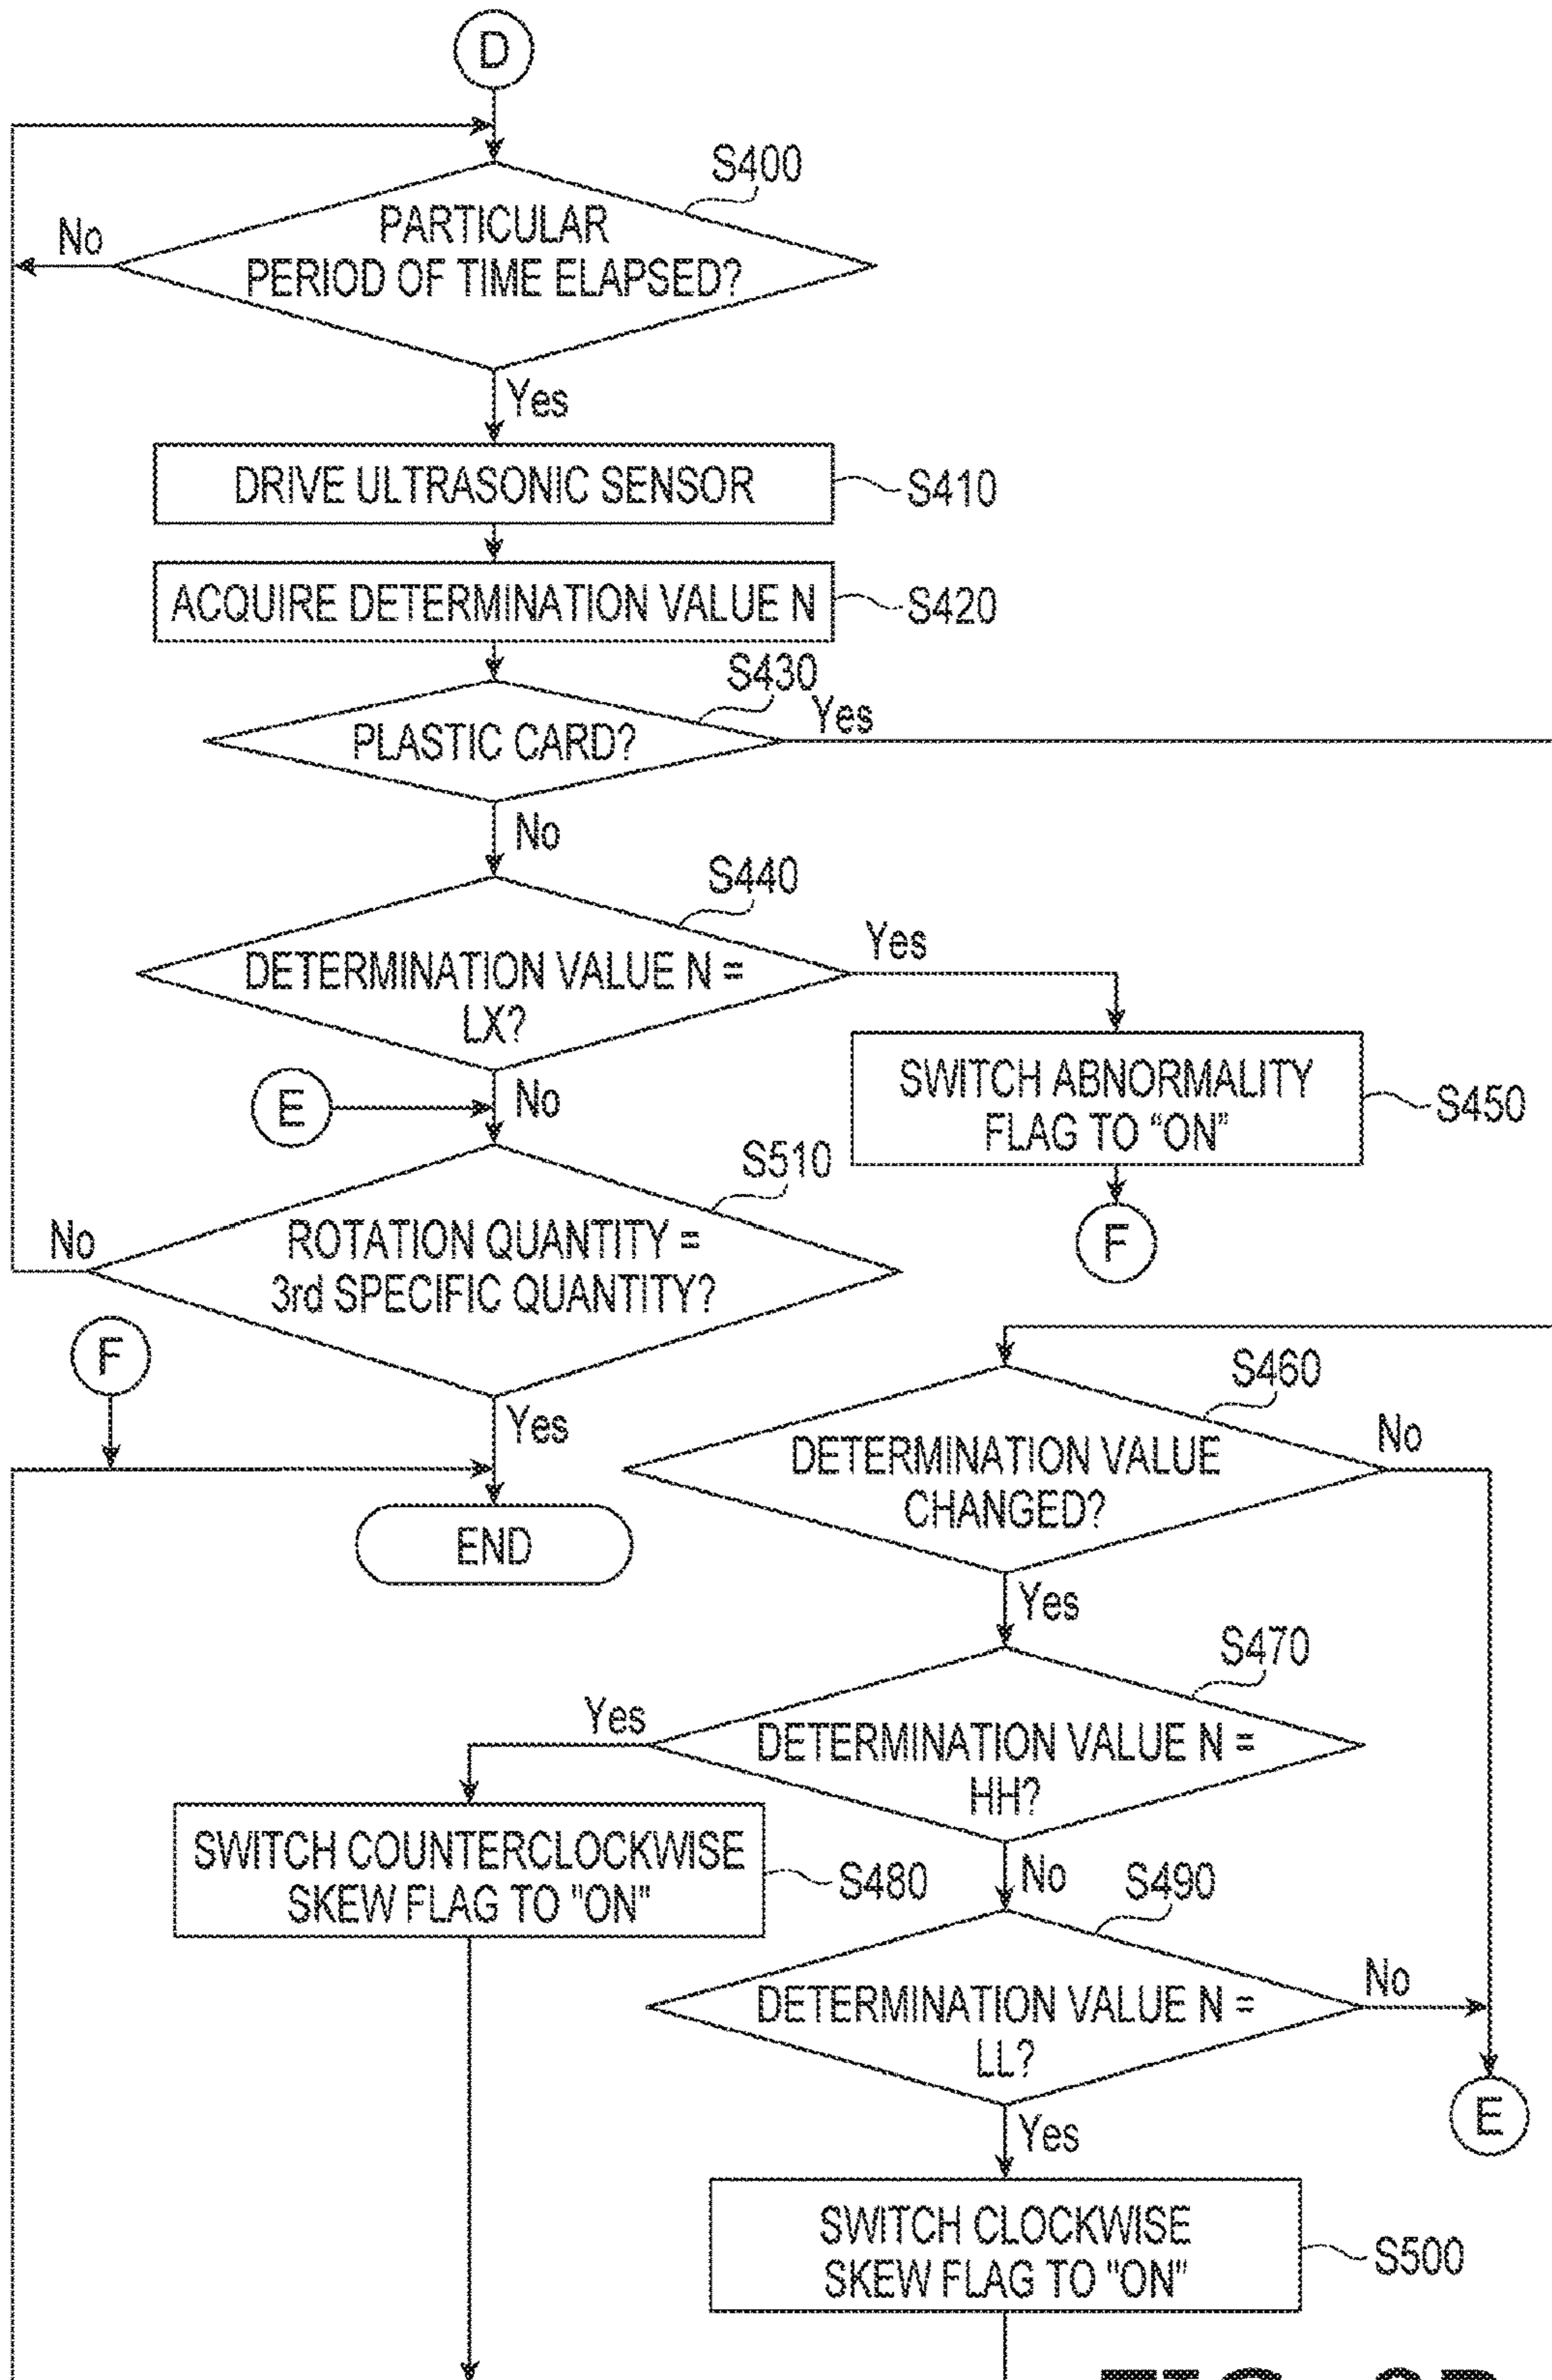 D
S400
No
PARTICULAR
PERIOD OF TIME ELAPSED?
Yes
DRIVE ULTRASONIC SENSOR
S410
ACQUIRE DETERMINATION VALUE N
S420
S430
Yes
PLASTIC CARD?
No
S440
Yes
DETERMINATION VALUE N =
LX?
SWITCH ABNORMALITY
FLAG TO "ON"
S450
E
No
S510
F
No
ROTATION QUANTITY =
3rd SPECIFIC QUANTITY?
F
Yes
END
S460
No
DETERMINATION VALUE
CHANGED?
Yes
S470
Yes
DETERMINATION VALUE N =
HH?
SWITCH COUNTERCLOCKWISE
SKEW FLAG TO "ON"
S480
No
S490
No
DETERMINATION VALUE N =
LL?
E
Yes
SWITCH CLOCKWISE
SKEW FLAG TO "ON"
S500